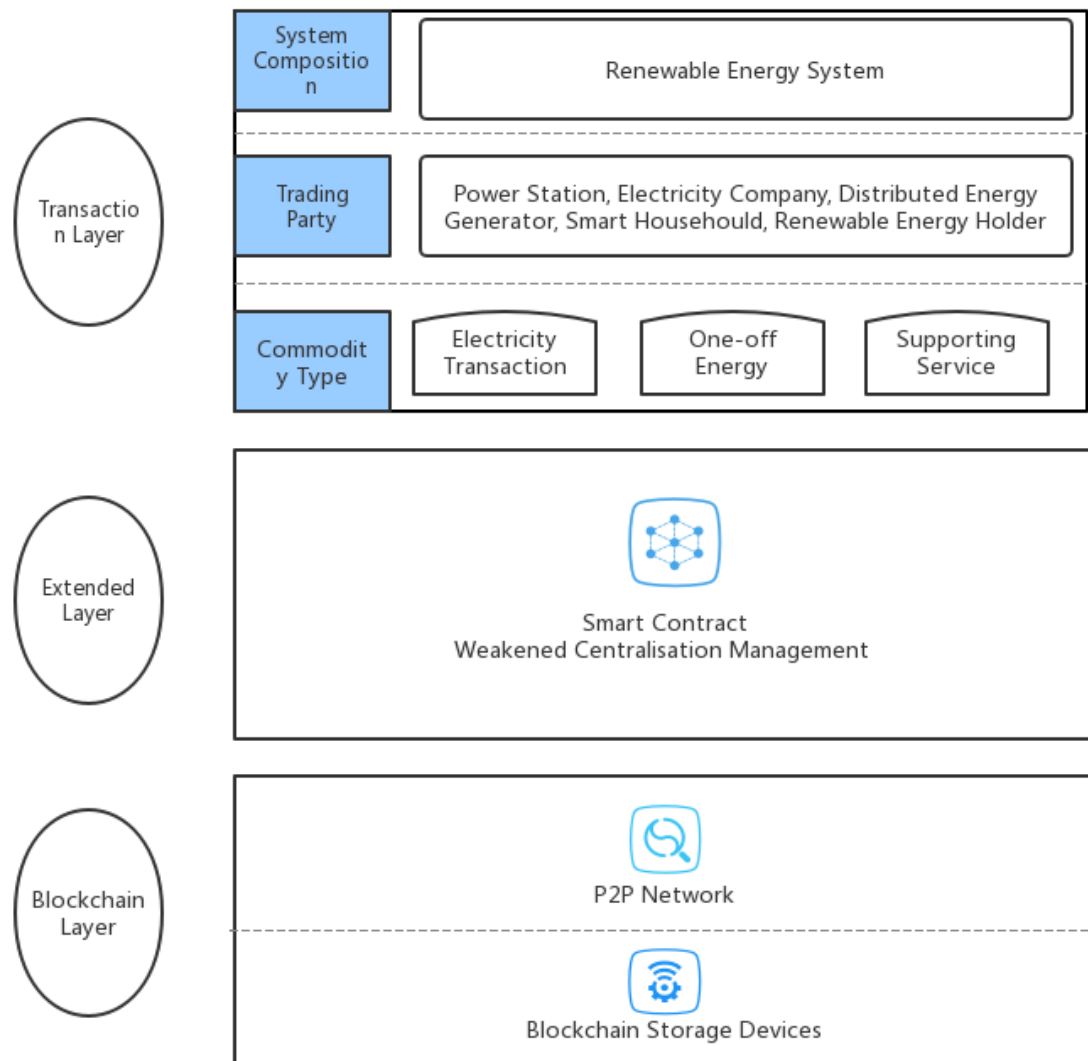 System
Compositio
n
Renewable Energy System
Transactio
n Layer
Trading
Party
Power Station, Electricity Company, Distributed Energy
Generator, Smart Househould, Renewable Energy Holder
Commodit
y Type
Electricity
Transaction
One-off
Energy
Supporting
Service
Extended
Layer
Smart Contract
Weakened Centralisation Management
Blockchain
Layer
P2P Network
Blockchain Storage Devices